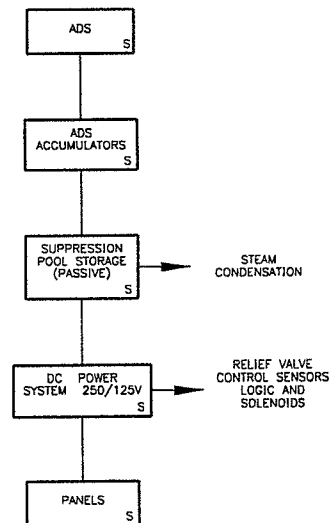 ADS
S
ADS
ACCUMULATORS
S
SUPPRESSION
POOL STORAGE
(PASSIVE)
S
STEAM
CONDENSATION
DC POWER
SYSTEM 250/125V
S
RELIEF VALVE
CONTROL SENSORS
LOGIC AND
SOLENOIDS
PANELS
S